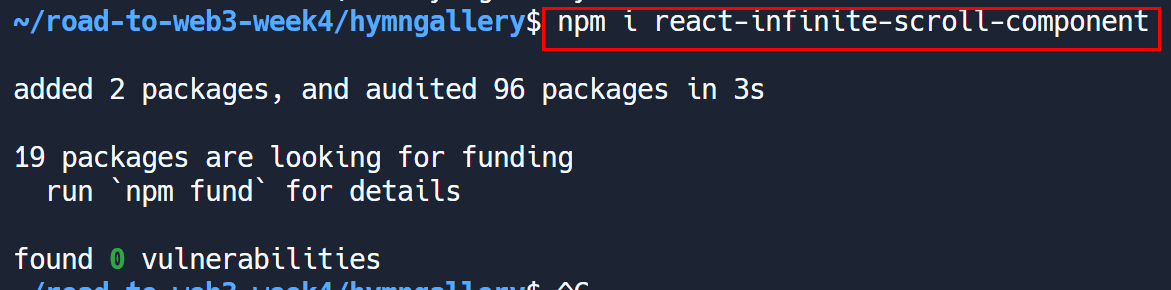 ~/road-to-web3-week4/hymngallery$ npm i react-infinite-scroll-component
added 2 packages, and audited 96 packages in 3s
19 packages are looking for funding
  run `npm fund` for details
found 0 vulnerabilities
~/road-to-web3-week4/hymngallery$ ^C